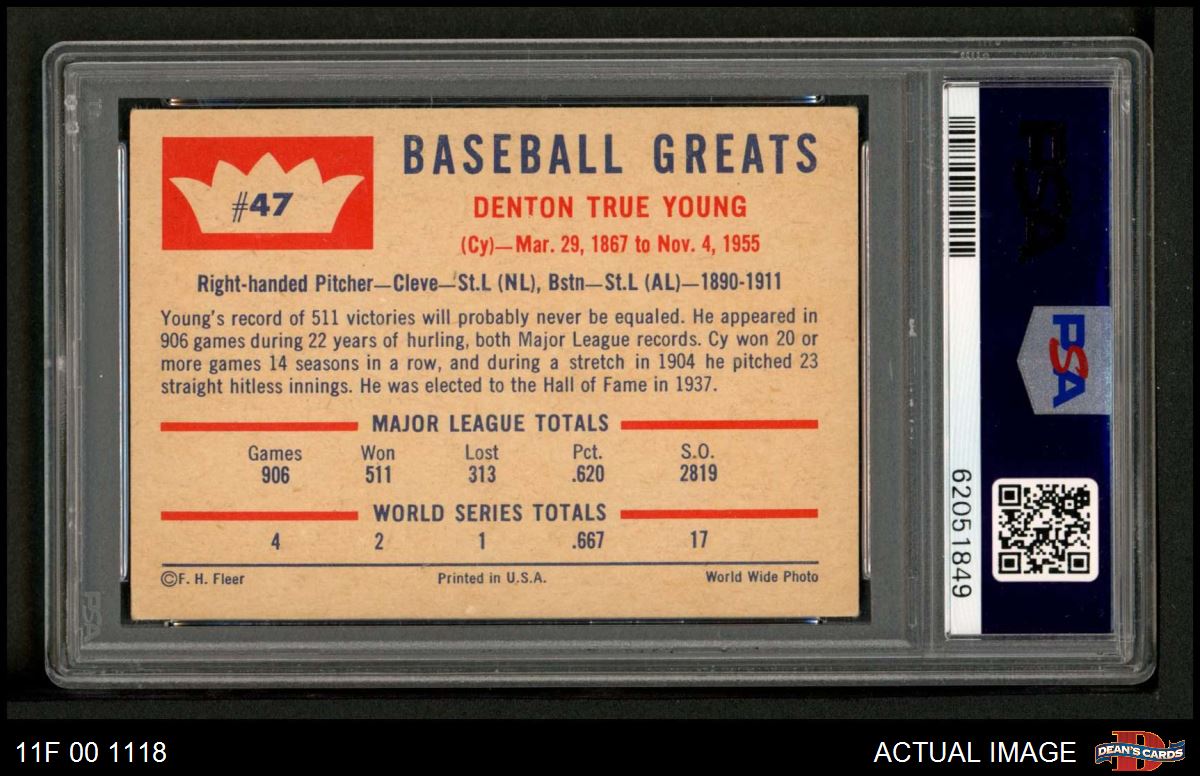 #47
BASEBALL GREATS
DENTON TRUE YOUNG
(Cy)—Mar. 29, 1867 to Nov. 4, 1955
Right-handed Pitcher—Cleve—St.L (NL), Bstn—St.L (AL)—1890-1911
Young's record of 511 victories will probably never be equaled. He appeared in
906 games during 22 years of hurling, both Major League records. Cy won 20 or
more games 14 seasons in a row, and during a stretch in 1904 he pitched 23
straight hitless innings. He was elected to the Hall of Fame in 1937.
MAJOR LEAGUE TOTALS
Games Won Lost Pct. S.O.
906 511 313 .620 2819
WORLD SERIES TOTALS
4 2 1 .667 17
©F. H. Fleer Printed in U.S.A. World Wide Photo
PSA
PSA
PSA
62051849
11F 00 1118
ACTUAL IMAGE
DEAN'S CARDS